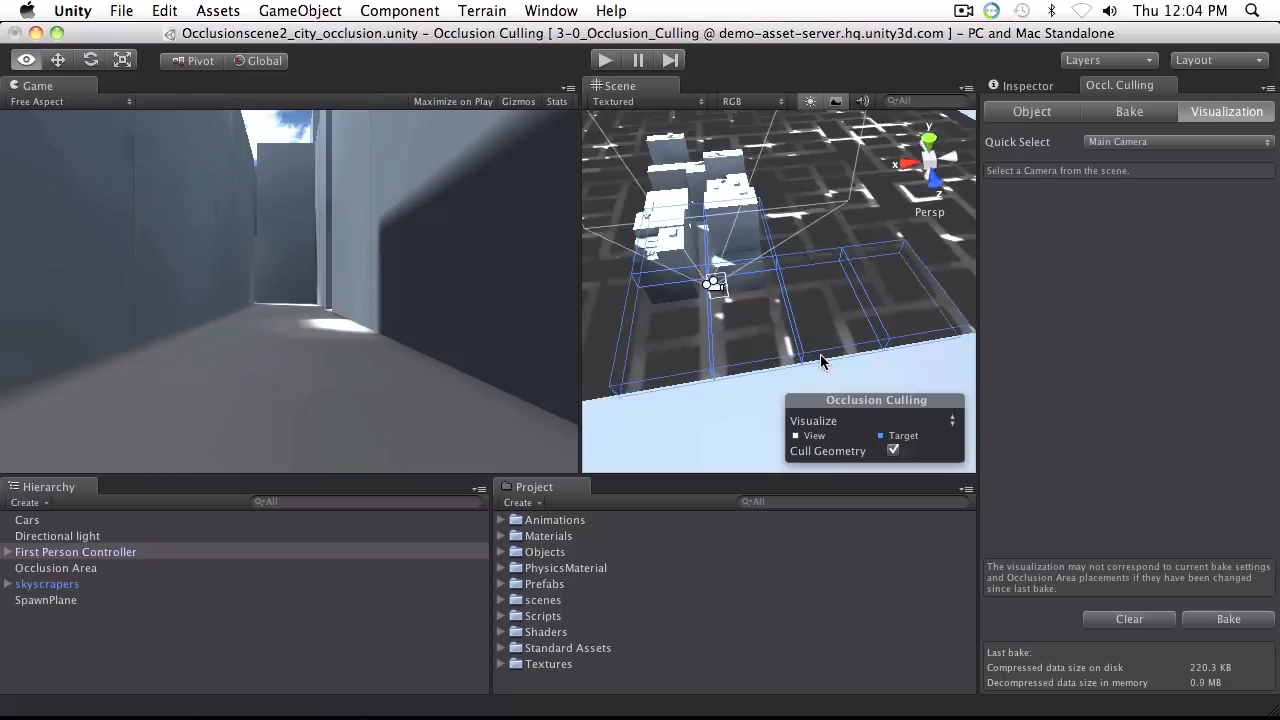 Unity File Edit Assets GameObject Component Terrain Window Help Thu 12:04 PM
Occlusionscene2_city_occlusion.unity - Occlusion Culling [ 3-0_Occlusion_Culling @ demo-asset-server.hq.unity3d.com ] - PC and Mac Standalone
Pivot Global Layers Layout
Game Scene Inspector Occl. Culling
Free Aspect Maximize on Play Gizmos Stats Textured RGB All
Object Bake Visualization
Quick Select Main Camera
Select a Camera from the scene.
y
x
z
Persp
Occlusion Culling
Visualize
View Target
Cull Geometry
Hierarchy Project
Create All Create All
Cars
Directional light
First Person Controller
Occlusion Area
skyscrapers
SpawnPlane
Animations
Materials
Objects
PhysicsMaterial
Prefabs
scenes
Scripts
Shaders
Standard Assets
Textures
The visualization may not correspond to current bake settings
and Occlusion Area placements if they have been changed
since last bake.
Clear Bake
Last bake:
Compressed data size on disk 220.3 KB
Decompressed data size in memory 0.9 MB